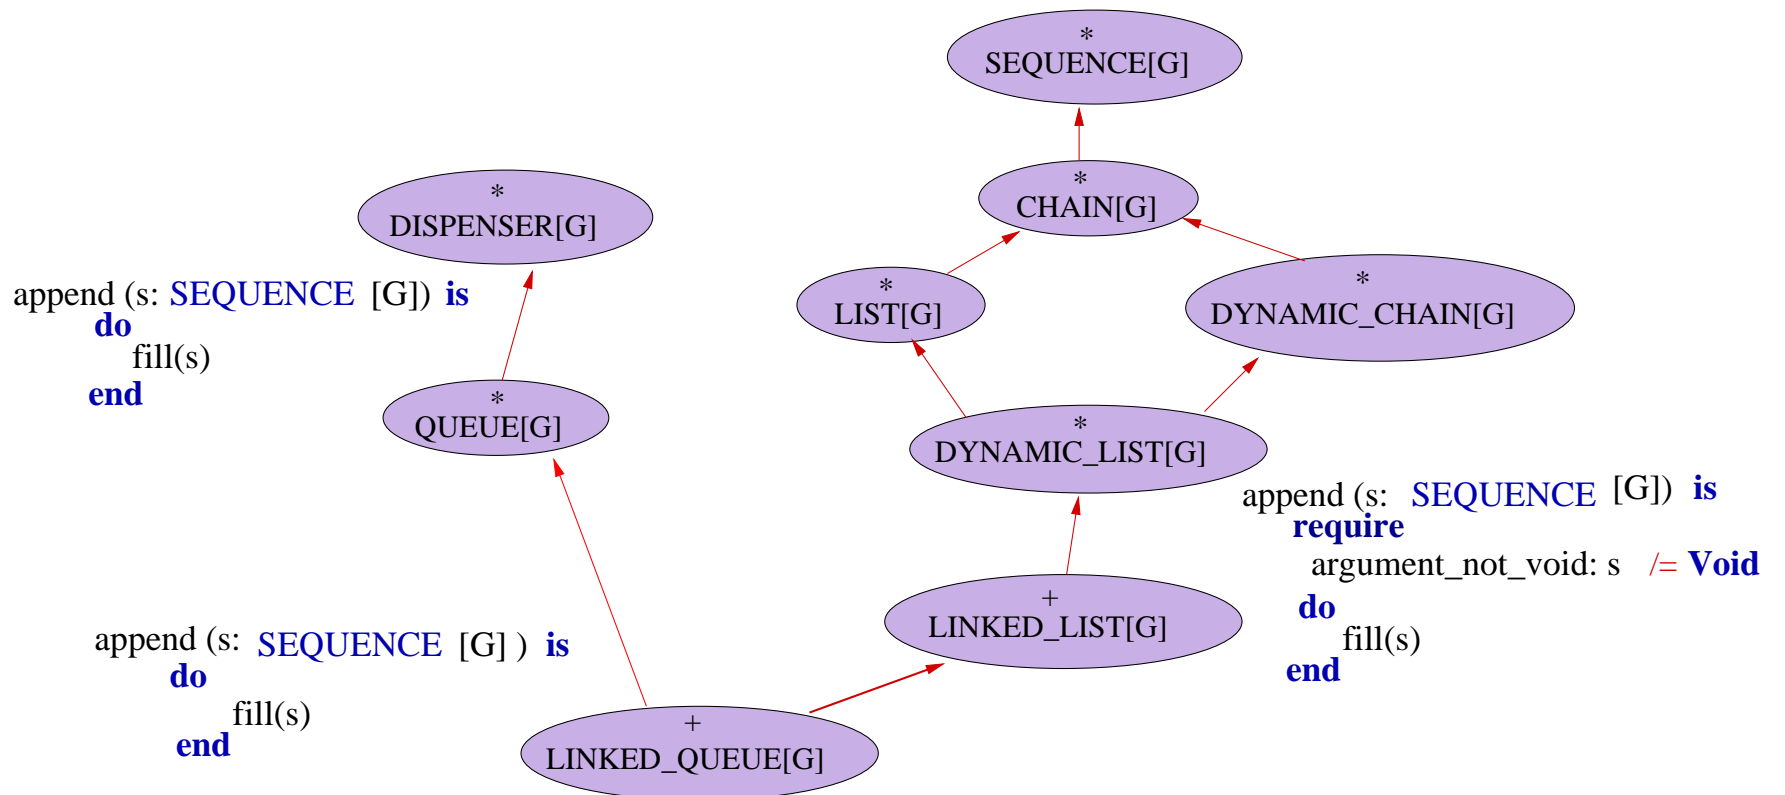 *
SEQUENCE[G]
*
CHAIN[G]
*
DISPENSER[G]
*
LIST[G]
*
DYNAMIC_CHAIN[G]
append (s: SEQUENCE [G]) is
do
fill(s)
end
*
QUEUE[G]
*
DYNAMIC_LIST[G]
append (s: SEQUENCE [G]) is
require
argument_not_void: s /= Void
do
fill(s)
end
+
LINKED_LIST[G]
append (s: SEQUENCE [G] ) is
do
fill(s)
end
+
LINKED_QUEUE[G]